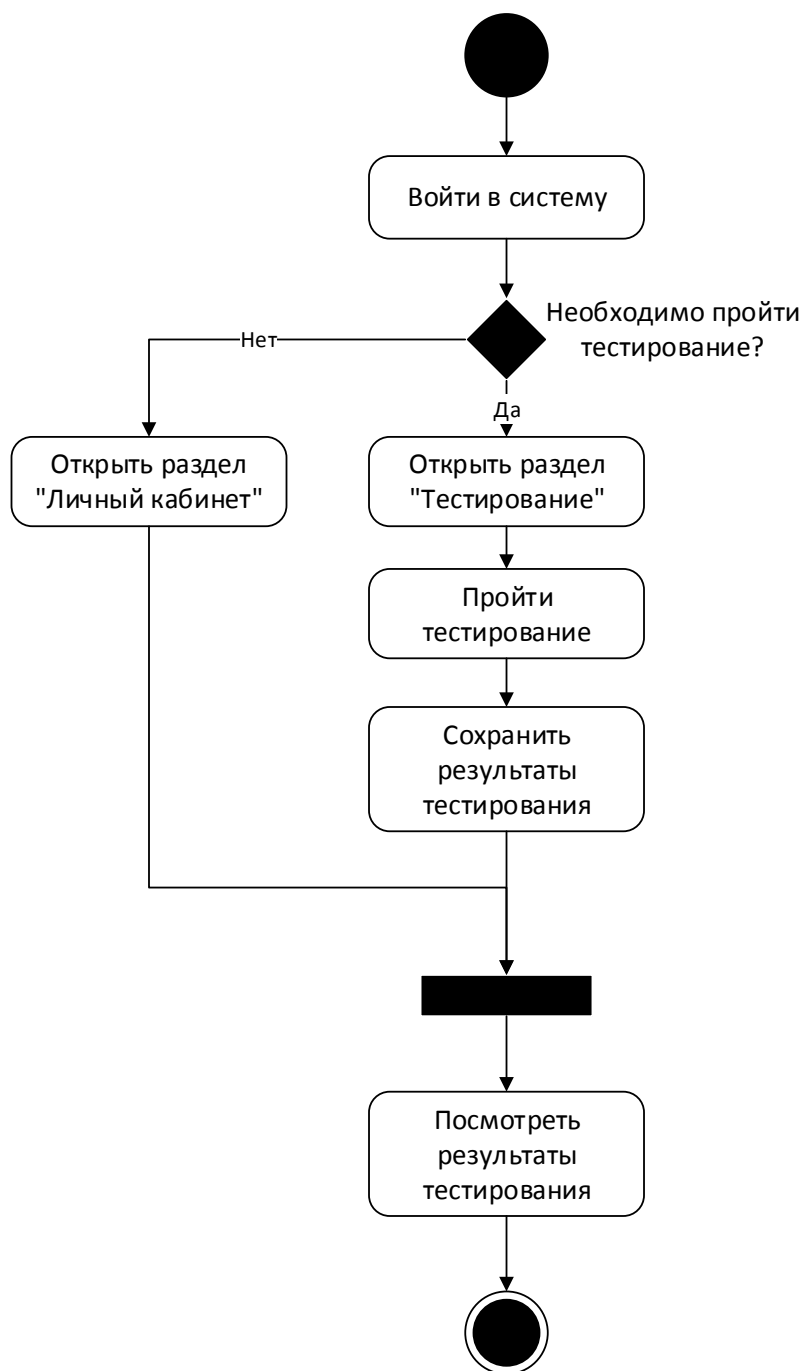 Войти в систему
Необходимо пройти
тестирование?
Нет
Да
Открыть раздел
"Личный кабинет"
Открыть раздел
"Тестирование"
Пройти
тестирование
Сохранить
результаты
тестирования
Посмотреть
результаты
тестирования